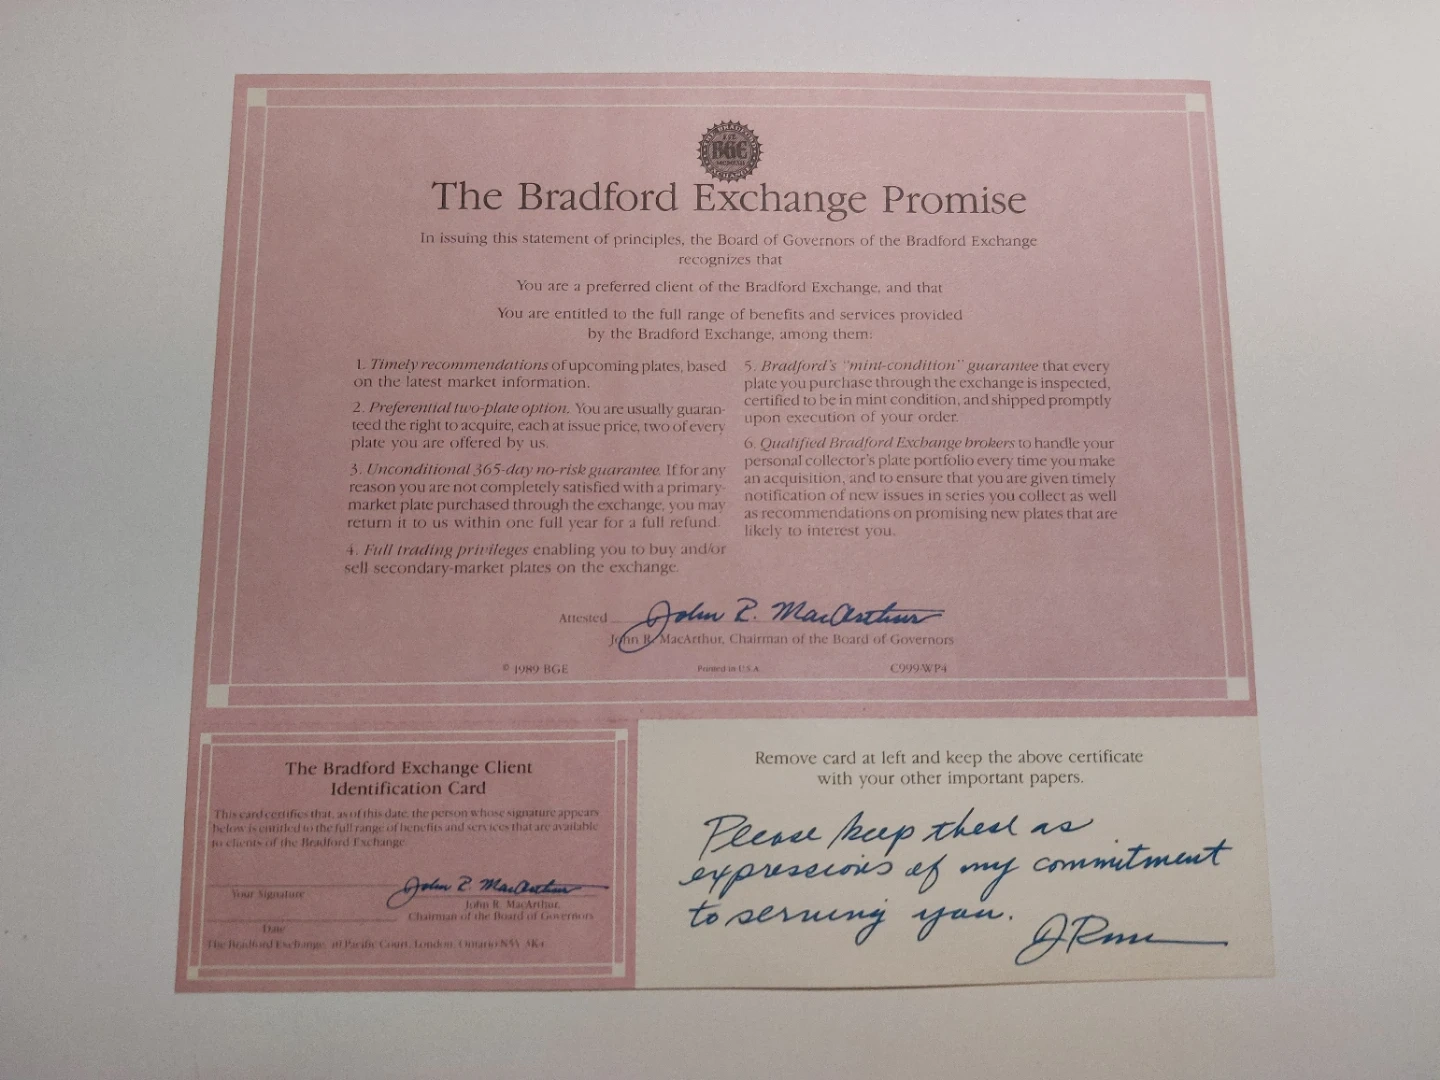 BGE
The Bradford Exchange Promise
In issuing this statement of principles, the Board of Governors of the Bradford Exchange
recognizes that
You are a preferred client of the Bradford Exchange, and that
You are entitled to the full range of benefits and services provided
by the Bradford Exchange, among them:
1. Timely recommendations of upcoming plates, based
on the latest market information.
2. Preferential two-plate option. You are usually guaran-
teed the right to acquire, each at issue price, two of every
plate you are offered by us.
3. Unconditional 365-day no-risk guarantee. If for any
reason you are not completely satisfied with a primary-
market plate purchased through the exchange, you may
return it to us within one full year for a full refund.
4. Full trading privileges enabling you to buy and/or
sell secondary-market plates on the exchange.
5. Bradford's "mint-condition" guarantee that every
plate you purchase through the exchange is inspected,
certified to be in mint condition, and shipped promptly
upon execution of your order.
6. Qualified Bradford Exchange brokers to handle your
personal collector's plate portfolio every time you make
an acquisition, and to ensure that you are given timely
notification of new issues in series you collect as well
as recommendations on promising new plates that are
likely to interest you.
Attested John R. MacArthur
John R. MacArthur, Chairman of the Board of Governors
© 1989 BGE Printed in U.S.A. C999-WP4
The Bradford Exchange Client
Identification Card
This card certifies that, as of this date, the person whose signature appears
below is entitled to the full range of benefits and services that are available
to clients of the Bradford Exchange.
John R. MacArthur
Your Signature
John R. MacArthur,
Chairman of the Board of Governors
Date
The Bradford Exchange, Pacific Court, London, Ontario N5V 3K4
Remove card at left and keep the above certificate
with your other important papers.
Please keep these as
expressions of my commitment
to serving you.